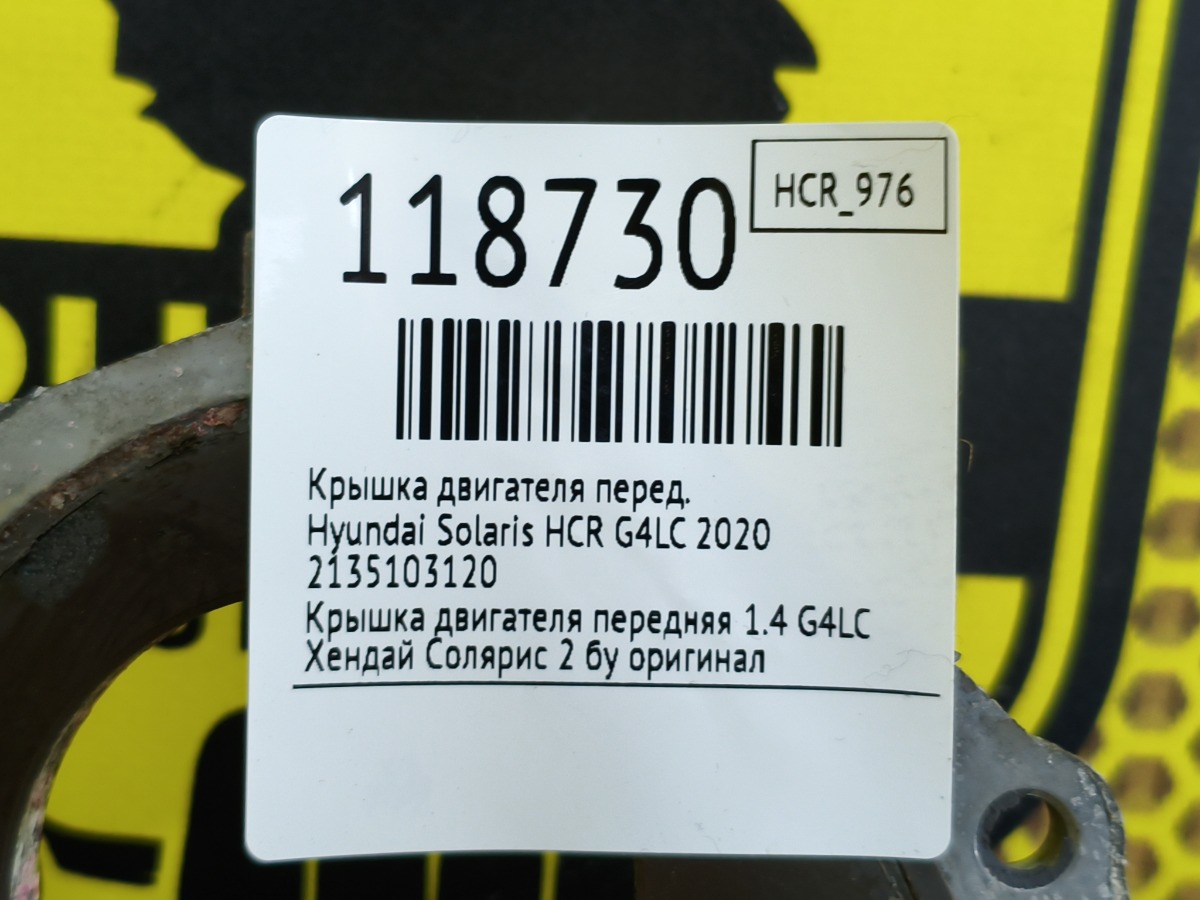 118730
HCR_976
Крышка двигателя перед.
Hyundai Solaris HCR G4LC 2020
2135103120
Крышка двигателя передняя 1.4 G4LC
Хендай Солярис 2 бу оригинал